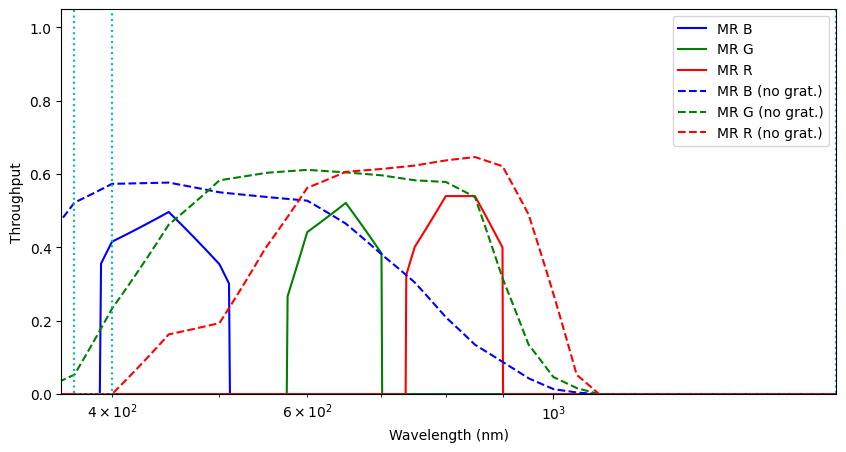 MR B
MR G
MR R
MR B (no grat.)
MR G (no grat.)
MR R (no grat.)
1.0
0.8
0.6
0.4
0.2
0.0
Throughput
4 × 10²
6 × 10²
10³
Wavelength (nm)